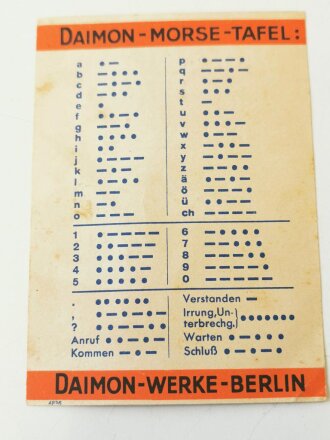 DAIMON-MORSE-TAFEL:
a • –
b – • • •
c – • – •
d – • •
e •
f • • – •
g – – •
h • • • •
i • •
j • – – –
k – • –
l • – • •
m – –
n – •
o – – –
p • – – •
q – – • –
r • – •
s • • •
t –
u • • –
v • • • –
w • – –
x – • • –
y – • – –
z – – • •
ä • – • –
ö – – – •
ü • • – –
ch – – – –
1 • – – – –
2 • • – – –
3 • • • – –
4 • • • • –
5 • • • • •
6 – • • • •
7 – – • • •
8 – – – • •
9 – – – – •
0 – – – – –
. • • • • • •
, • – • – • –
? • • – – • •
Anruf – • – • –
Kommen – • –
Verstanden –
Irrung, Un-
terbrechg.) • • • • • • • •
Warten • – • • •
Schluß • – • – •
DAIMON-WERKE-BERLIN